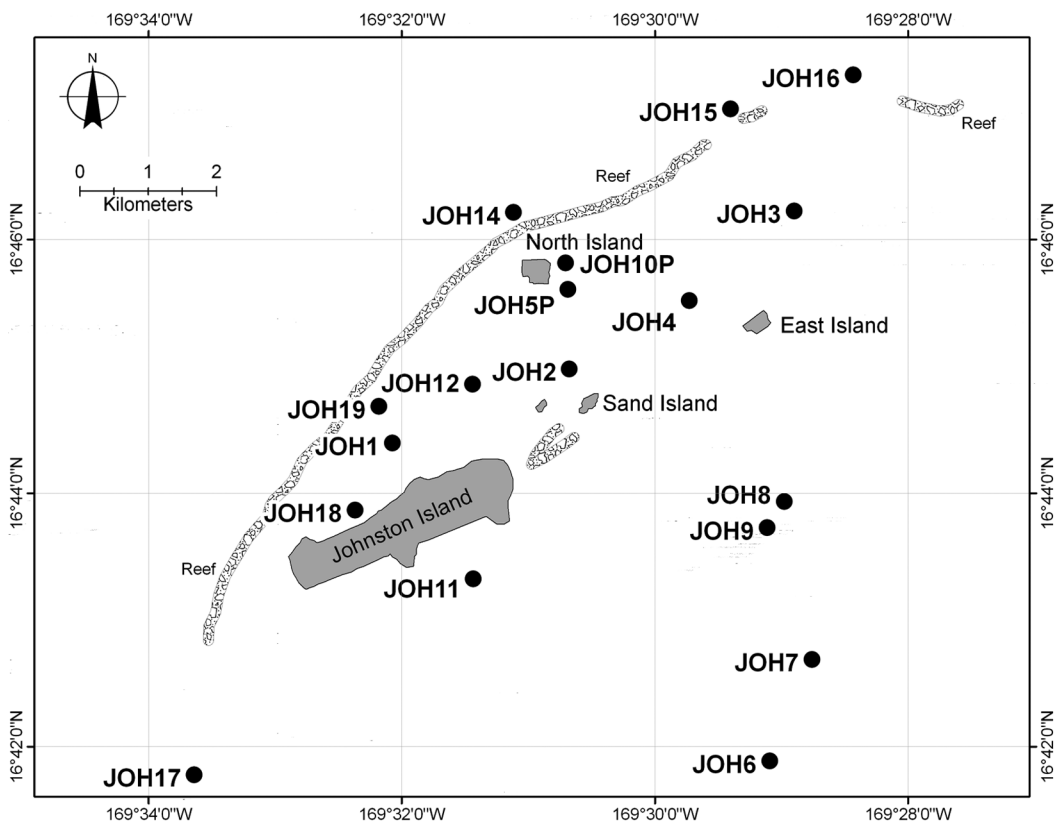 169°34'0"W 169°32'0"W 169°30'0"W 169°28'0"W
N
JOH16
JOH15
Reef
0 1 2
Kilometers
Reef
JOH14
JOH3
16°46'0"N
16°46'0"N
North Island
JOH10P
JOH5P
JOH4
East Island
JOH2
JOH12
Sand Island
JOH19
JOH1
16°44'0"N
16°44'0"N
JOH8
JOH18
Johnston Island
JOH9
Reef
JOH11
JOH7
16°42'0"N
16°42'0"N
JOH6
JOH17
169°34'0"W 169°32'0"W 169°30'0"W 169°28'0"W